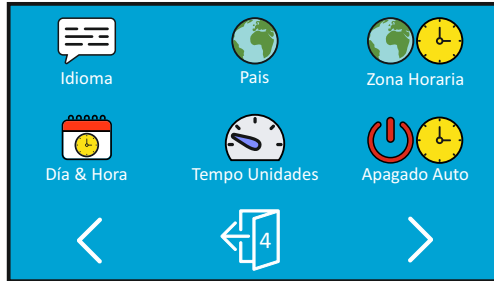 Idioma
Pais
Zona Horaria
Día & Hora
Tempo Unidades
Apagado Auto
4